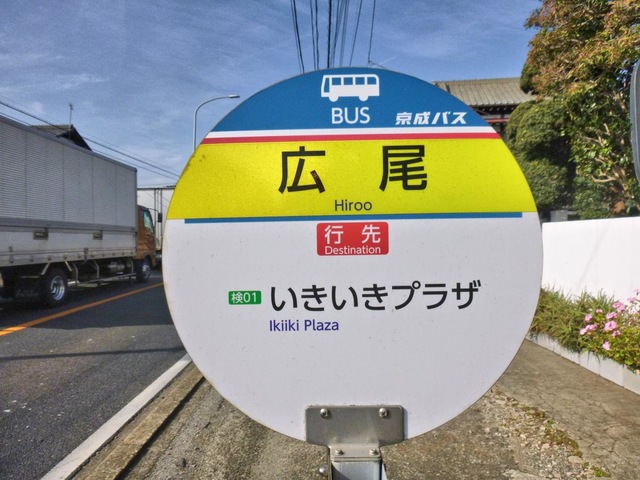 BUS 京成バス
広尾
Hiroo
行先
Destination
検01 いきいきプラザ
Ikiiki Plaza